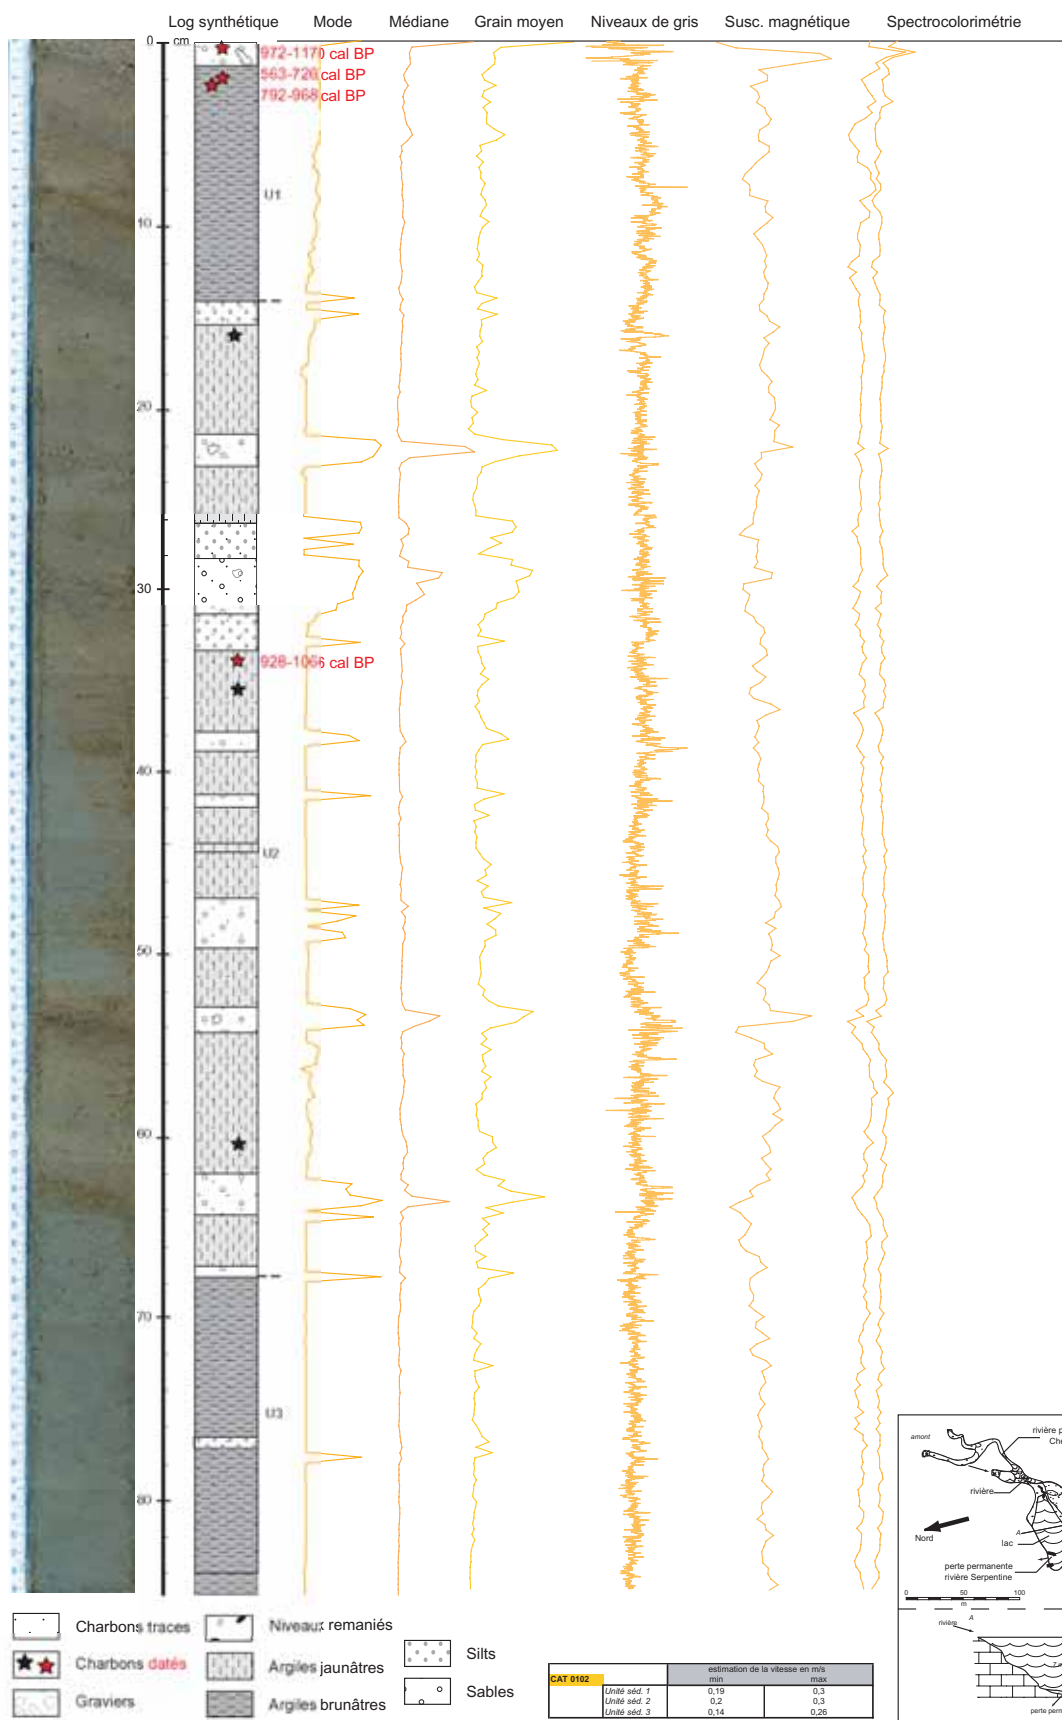 Log synthétique Mode Médiane Grain moyen Niveaux de gris Susc. magnétique Spectrocolorimétrie
0 cm
972-1170 cal BP
563-726 cal BP
792-968 cal BP
U1
10
20
30
928-1066 cal BP
40
U2
50
60
70
U3
80
amont
rivière
rivière
Nord
A
lac
perte permanente
rivière Serpentine
0 50 100
m
A
rivière
Charbons traces
Charbons datés
Graviers
Niveaux remaniés
Argiles jaunâtres
Argiles brunâtres
Silts
Sables
CAT 0102 estimation de la vitesse en m/s
min max
Unité séd. 1 0,19 0,3
Unité séd. 2 0,2 0,3
Unité séd. 3 0,14 0,26